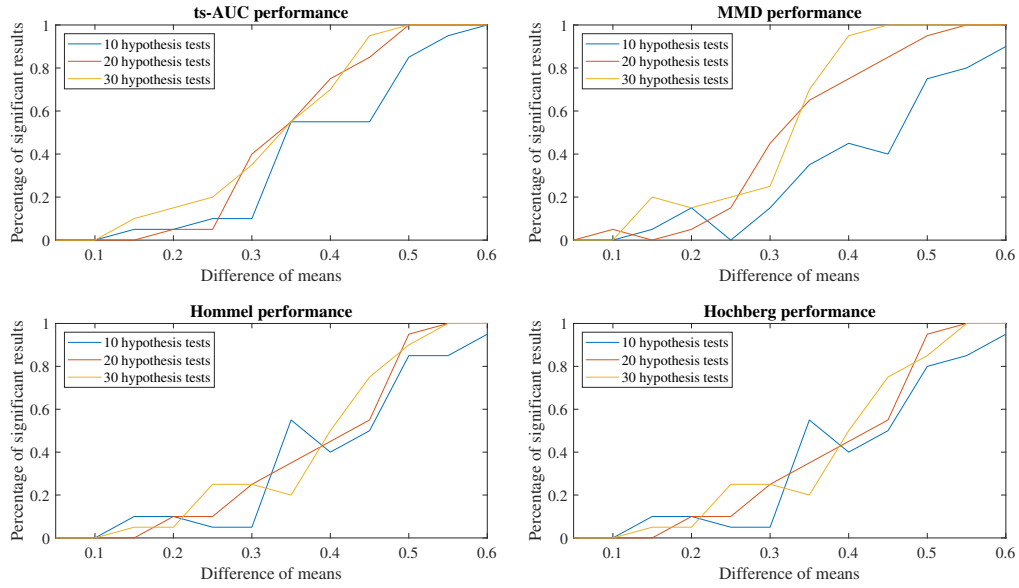 ts-AUC performance
Percentage of significant results
1
0.8
0.6
0.4
0.2
0
10 hypothesis tests
20 hypothesis tests
30 hypothesis tests
0.1 0.2 0.3 0.4 0.5 0.6
Difference of means
MMD performance
Percentage of significant results
1
0.8
0.6
0.4
0.2
0
10 hypothesis tests
20 hypothesis tests
30 hypothesis tests
0.1 0.2 0.3 0.4 0.5 0.6
Difference of means
Hommel performance
Percentage of significant results
1
0.8
0.6
0.4
0.2
0
10 hypothesis tests
20 hypothesis tests
30 hypothesis tests
0.1 0.2 0.3 0.4 0.5 0.6
Difference of means
Hochberg performance
Percentage of significant results
1
0.8
0.6
0.4
0.2
0
10 hypothesis tests
20 hypothesis tests
30 hypothesis tests
0.1 0.2 0.3 0.4 0.5 0.6
Difference of means